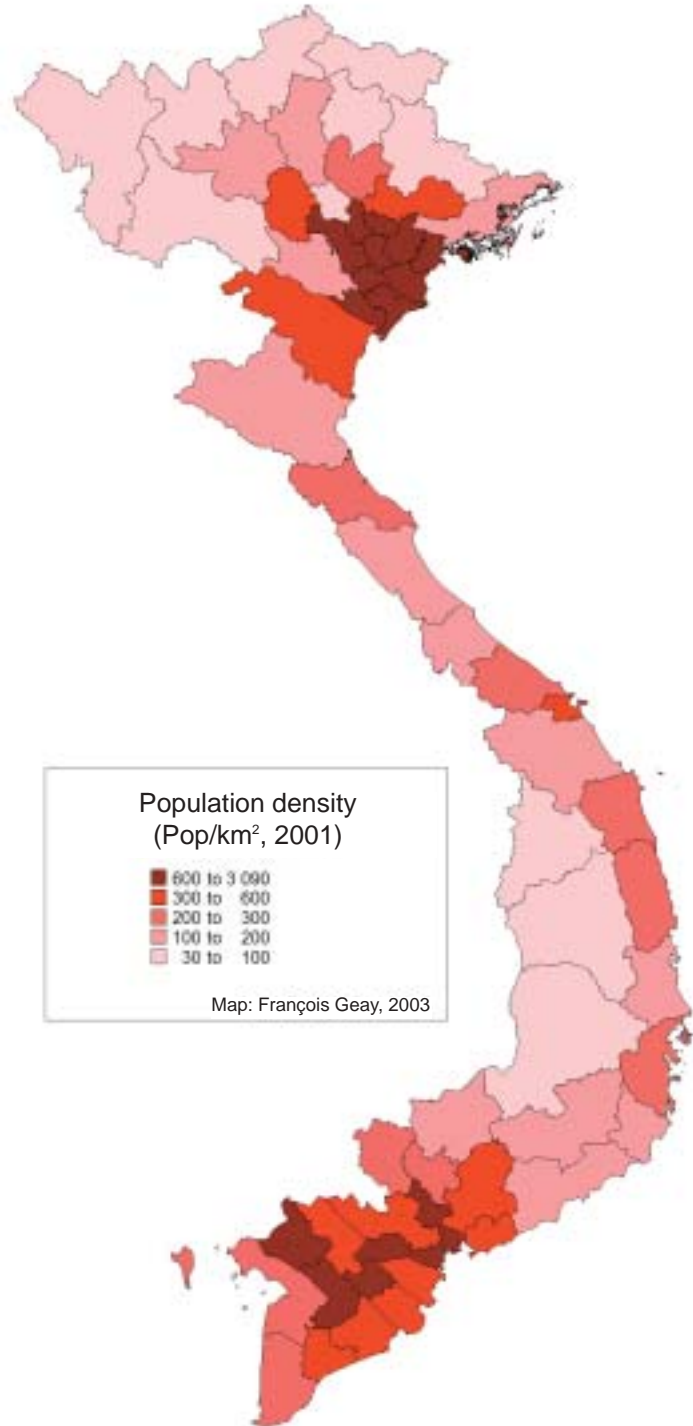 Population density
(Pop/km², 2001)
600 to 3 090
300 to 600
200 to 300
100 to 200
30 to 100
Map: François Geay, 2003